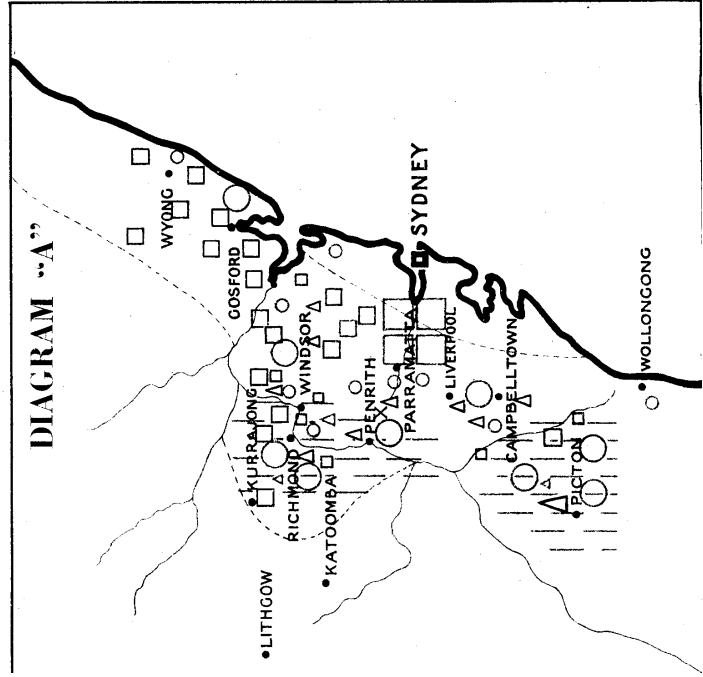 DIAGRAM “A”
WYONG
GOSFORD
SYDNEY
KURRAJONG
WINDSOR
RICHMOND
PENRITH
PARRAMATTA
LIVERPOOL
KATOOMBA
LITHGOW
CAMPBELLTOWN
PICTON
WOLLONGONG